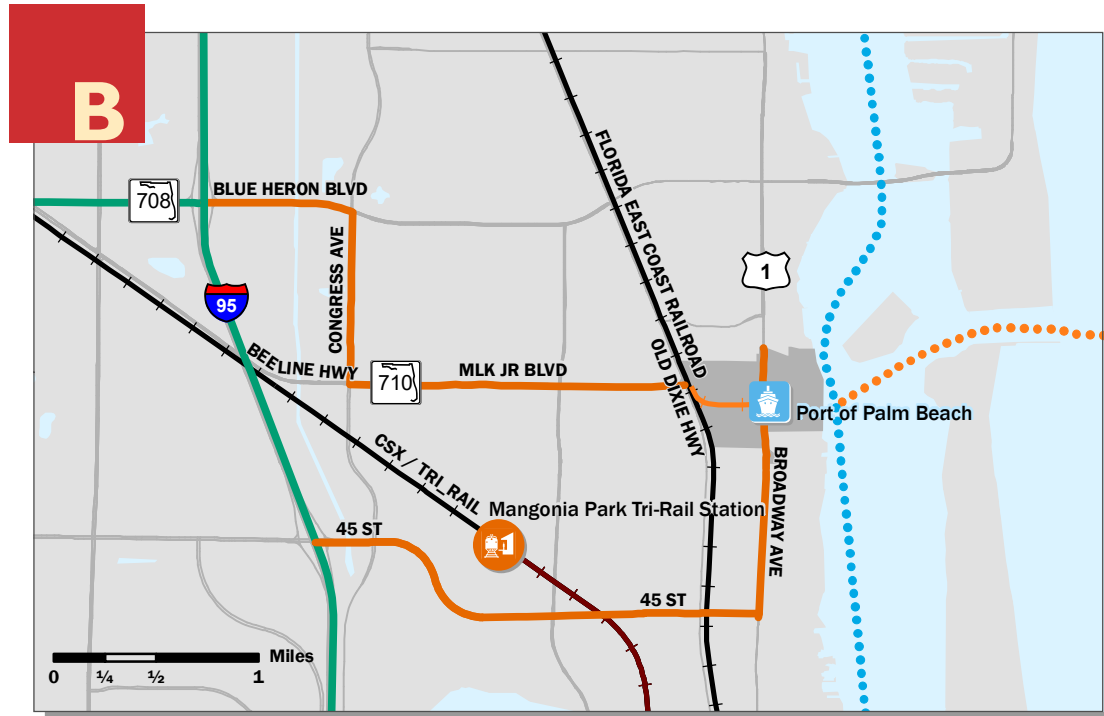 B
708
BLUE HERON BLVD
FLORIDA EAST COAST RAILROAD
CONGRESS AVE
1
95
BEELINE HWY
710
MLK JR BLVD
OLD DIXIE HWY
Port of Palm Beach
CSX / TRI_RAIL
Mangonia Park Tri-Rail Station
BROADWAY AVE
45 ST
45 ST
Miles
0 ¼ ½ 1